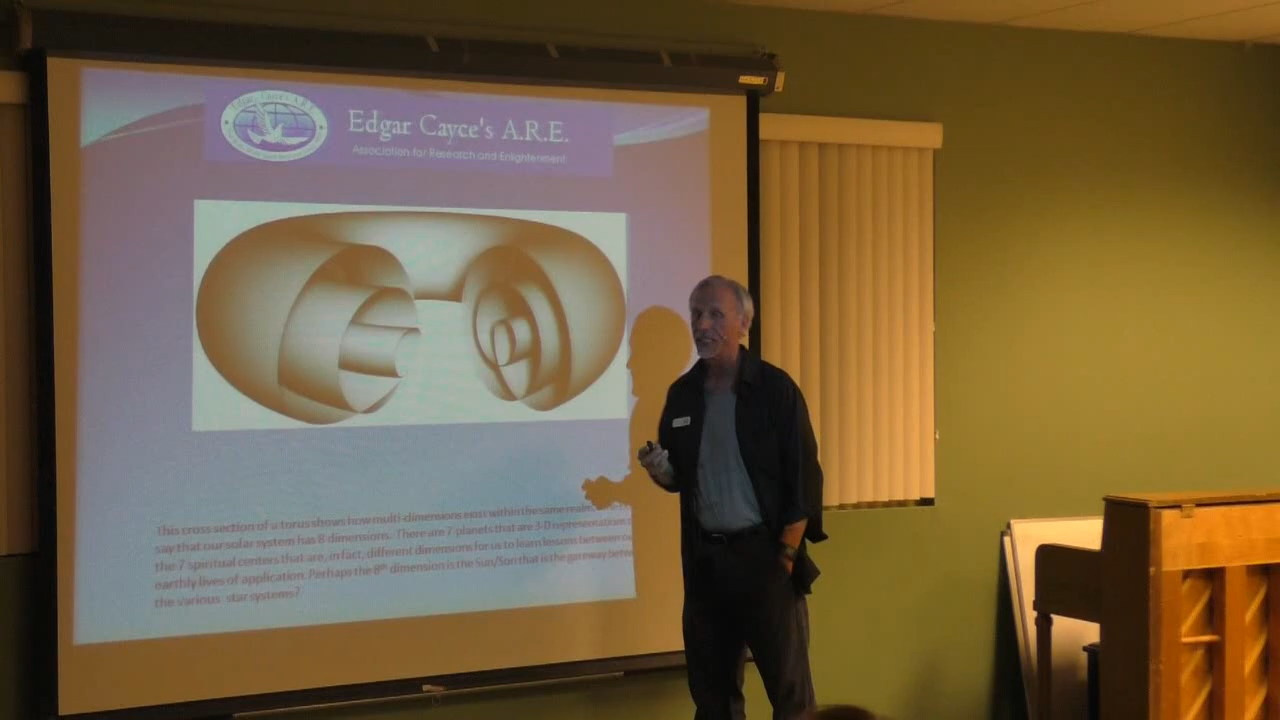 Edgar Cayce's A.R.E.
Edgar Cayce's A.R.E.
Association for Research and Enlightenment
This cross section of a torus shows how multi-dimensions exist within the same realm
say that our solar system has 8 dimensions. There are 7 planets that are 3-D representations
the 7 spiritual centers that are, in fact, different dimensions for us to learn lessons between
earthly lives of application. Perhaps the 8th dimension is the Sun/Son that is the gateway
the various star systems?